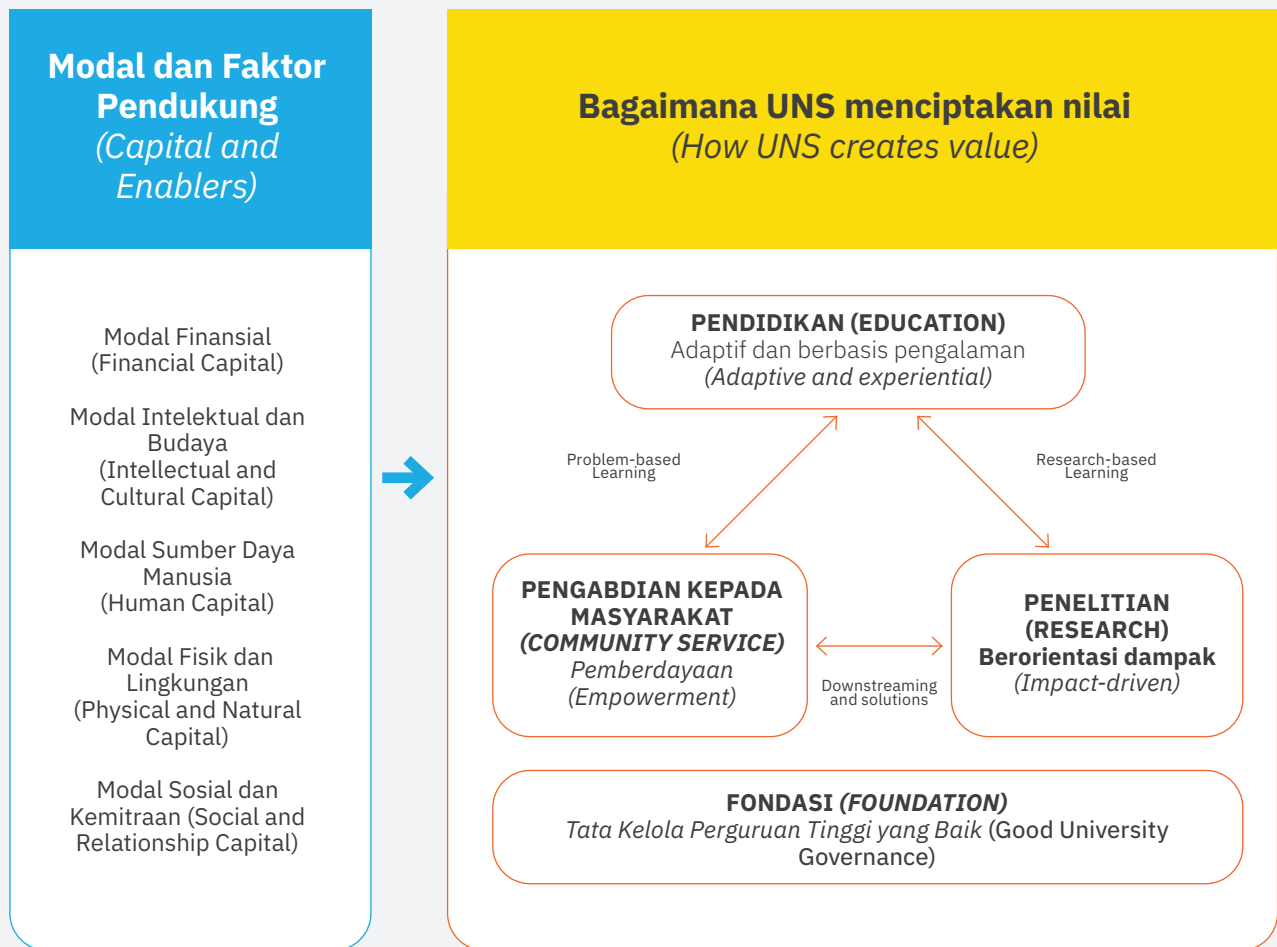 Modal dan Faktor
Pendukung
(Capital and
Enablers)
Modal Finansial
(Financial Capital)
Modal Intelektual dan
Budaya
(Intellectual and
Cultural Capital)
Modal Sumber Daya
Manusia
(Human Capital)
Modal Fisik dan
Lingkungan
(Physical and Natural
Capital)
Modal Sosial dan
Kemitraan (Social and
Relationship Capital)
Bagaimana UNS menciptakan nilai
(How UNS creates value)
PENDIDIKAN (EDUCATION)
Adaptif dan berbasis pengalaman
(Adaptive and experiential)
Problem-based
Learning
Research-based
Learning
PENGABDIAN KEPADA
MASYARAKAT
(COMMUNITY SERVICE)
Pemberdayaan
(Empowerment)
Downstreaming
and solutions
PENELITIAN
(RESEARCH)
Berorientasi dampak
(Impact-driven)
FONDASI (FOUNDATION)
Tata Kelola Perguruan Tinggi yang Baik (Good University
Governance)